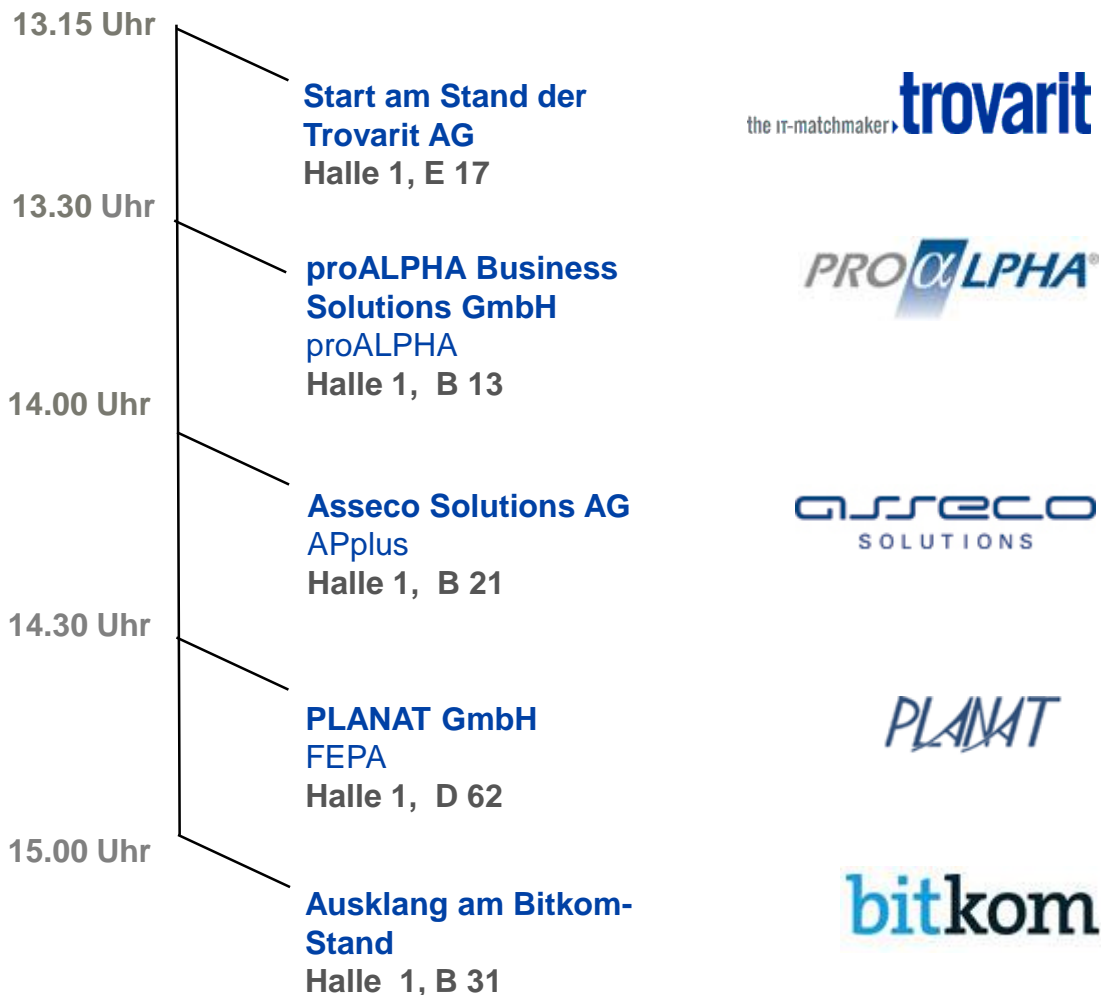 13.15 Uhr
Start am Stand der
Trovarit AG
Halle 1, E 17
the IT-matchmaker trovarit
13.30 Uhr
proALPHA Business
Solutions GmbH
proALPHA
Halle 1, B 13
PROαLPHA®
14.00 Uhr
Asseco Solutions AG
APplus
Halle 1, B 21
asseco
SOLUTIONS
14.30 Uhr
PLANAT GmbH
FEPA
Halle 1, D 62
PLANAT
15.00 Uhr
Ausklang am Bitkom-
Stand
Halle 1, B 31
bitkom